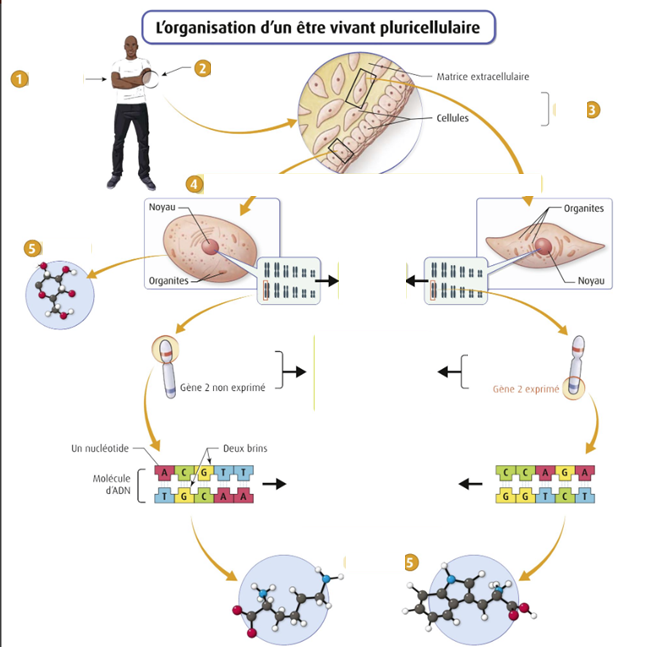 L'organisation d'un être vivant pluricellulaire
1
2
Matrice extracellulaire
3
Cellules
4
Noyau
Organites
Organites
Noyau
5
Gène 2 non exprimé
Gène 2 exprimé
Un nucléotide
Deux brins
Molécule
d'ADN
A C G T T
T G C A A
C C A G A
G G T C T
5